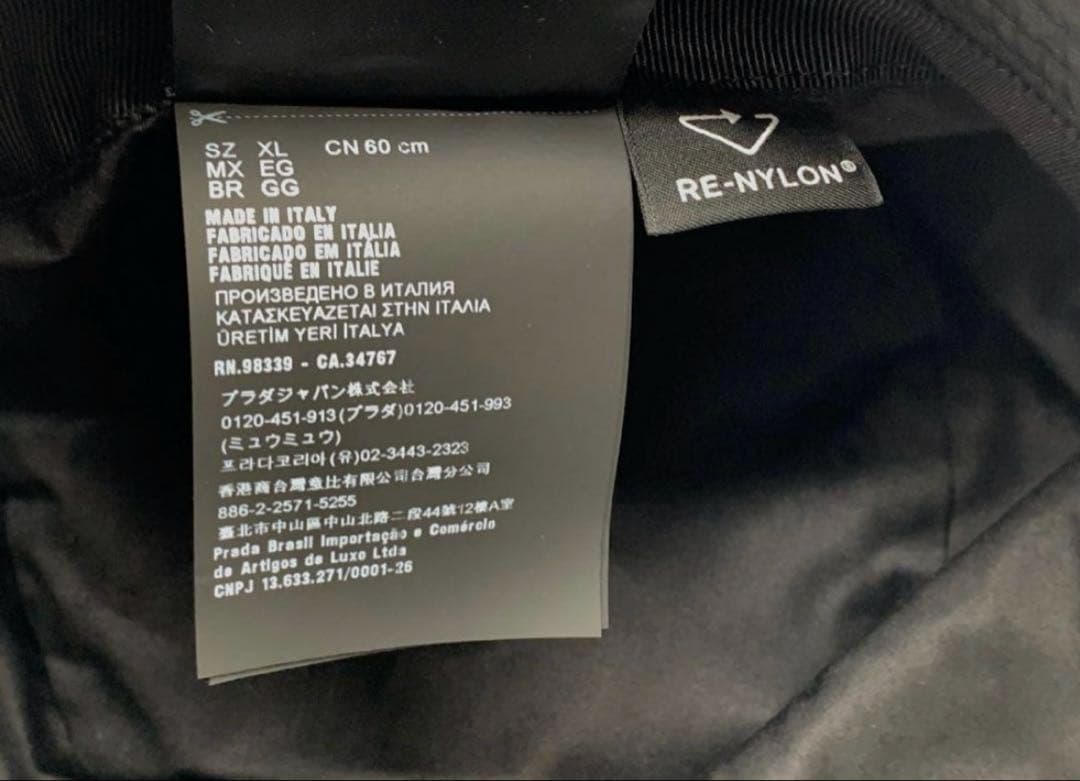 SZ XL CN 60 cm
MX EG
BR GG
MADE IN ITALY
FABRICADO EN ITALIA
FABRICADO EM ITÁLIA
FABRIQUÉ EN ITALIE
ПРОИЗВЕДЕНО В ИТАЛИЯ
ΚΑΤΑΣΚΕΥΑΖΕΤΑΙ ΣΤΗΝ ΙΤΑΛΙΑ
ÜRETİM YERİ İTALYA
RN.98339 - CA.34767
プラダジャパン株式会社
0120-451-913(プラダ)0120-451-993
(ミュウミュウ)
프라다코리아(유)02-3443-2323
香港商台灣童比有限公司台灣分公司
886-2-2571-5255
臺北市中山區中山北路二段44號12樓A室
Prada Brasil Importação e Comércio
de Artigos de Luxo Ltda
CNPJ 13.633.271/0001-26
RE-NYLON®